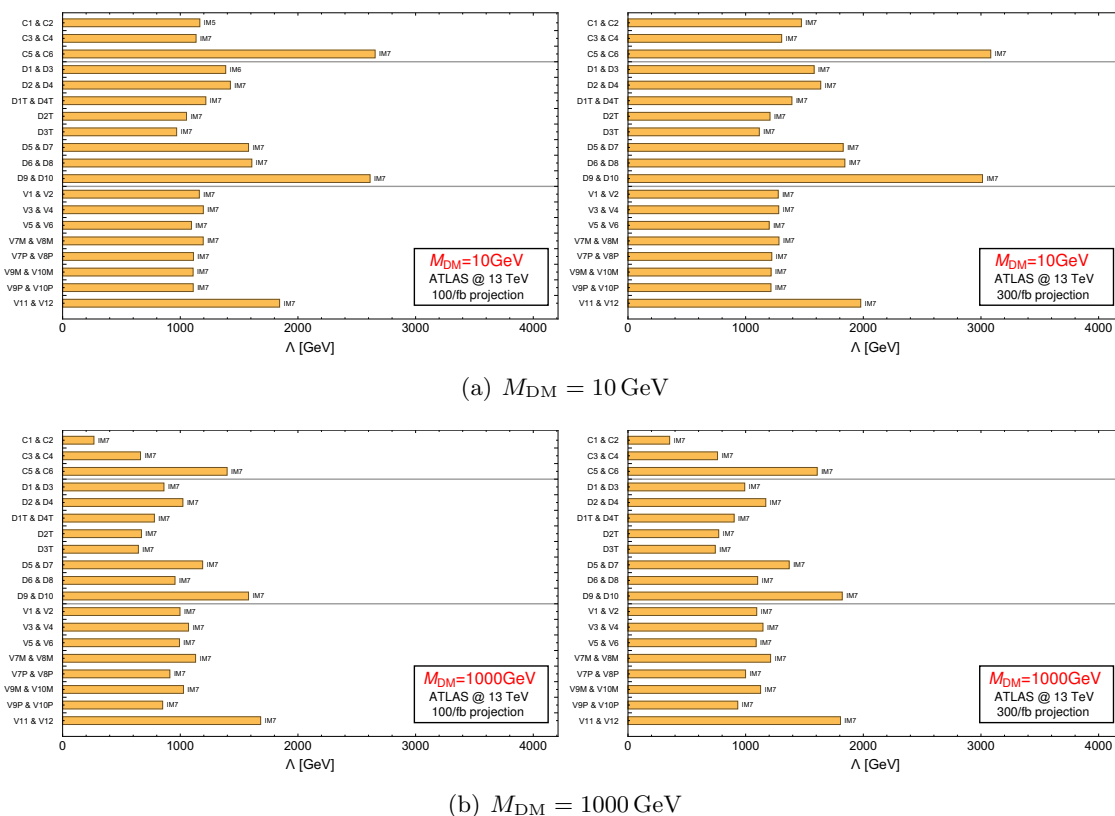 C1 & C2 IM5
C3 & C4 IM7
C5 & C6 IM7
D1 & D3 IM6
D2 & D4 IM7
D1T & D4T IM7
D2T IM7
D3T IM7
D5 & D7 IM7
D6 & D8 IM7
D9 & D10 IM7
V1 & V2 IM7
V3 & V4 IM7
V5 & V6 IM7
V7M & V8M IM7
V7P & V8P IM7
V9M & V10M IM7
V9P & V10P IM7
V11 & V12 IM7
M_DM=10GeV
ATLAS @ 13 TeV
100/fb projection
0 1000 2000 3000 4000
Λ [GeV]
C1 & C2 IM7
C3 & C4 IM7
C5 & C6 IM7
D1 & D3 IM7
D2 & D4 IM7
D1T & D4T IM7
D2T IM7
D3T IM7
D5 & D7 IM7
D6 & D8 IM7
D9 & D10 IM7
V1 & V2 IM7
V3 & V4 IM7
V5 & V6 IM7
V7M & V8M IM7
V7P & V8P IM7
V9M & V10M IM7
V9P & V10P IM7
V11 & V12 IM7
M_DM=10GeV
ATLAS @ 13 TeV
300/fb projection
0 1000 2000 3000 4000
Λ [GeV]
(a) M_DM = 10 GeV
C1 & C2 IM7
C3 & C4 IM7
C5 & C6 IM7
D1 & D3 IM7
D2 & D4 IM7
D1T & D4T IM7
D2T IM7
D3T IM7
D5 & D7 IM7
D6 & D8 IM7
D9 & D10 IM7
V1 & V2 IM7
V3 & V4 IM7
V5 & V6 IM7
V7M & V8M IM7
V7P & V8P IM7
V9M & V10M IM7
V9P & V10P IM7
V11 & V12 IM7
M_DM=1000GeV
ATLAS @ 13 TeV
100/fb projection
0 1000 2000 3000 4000
Λ [GeV]
C1 & C2 IM7
C3 & C4 IM7
C5 & C6 IM7
D1 & D3 IM7
D2 & D4 IM7
D1T & D4T IM7
D2T IM7
D3T IM7
D5 & D7 IM7
D6 & D8 IM7
D9 & D10 IM7
V1 & V2 IM7
V3 & V4 IM7
V5 & V6 IM7
V7M & V8M IM7
V7P & V8P IM7
V9M & V10M IM7
V9P & V10P IM7
V11 & V12 IM7
M_DM=1000GeV
ATLAS @ 13 TeV
300/fb projection
0 1000 2000 3000 4000
Λ [GeV]
(b) M_DM = 1000 GeV